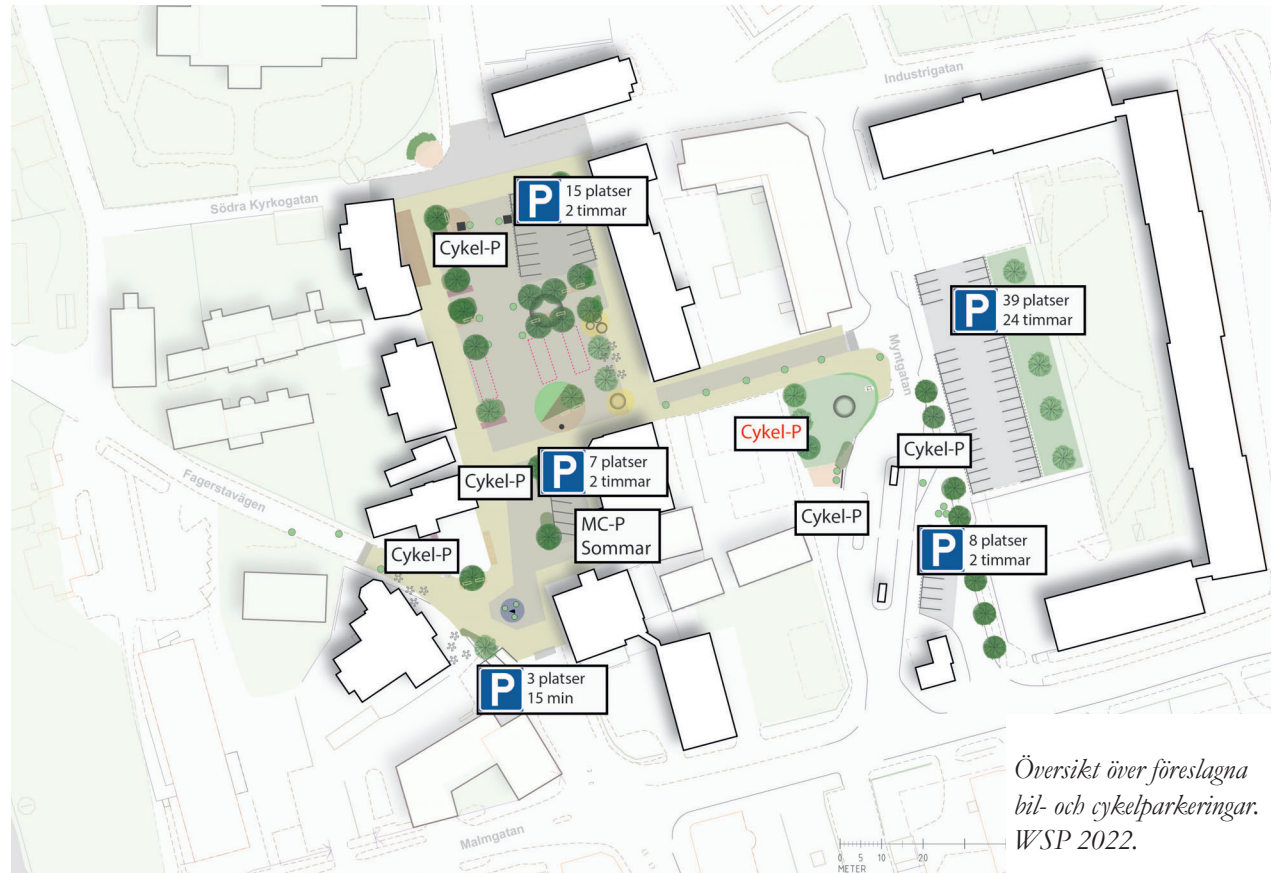 Industrigatan
P
15 platser
2 timmar
Södra Kyrkogatan
Cykel-P
P
39 platser
24 timmar
Myntgatan
Cykel-P
Cykel-P
P
7 platser
2 timmar
Cykel-P
Fagerstavägen
Cykel-P
MC-P
Sommar
Cykel-P
P
8 platser
2 timmar
P
3 platser
15 min
Malmgatan
0 5 10 20
METER
Översikt över föreslagna
bil- och cykelparkeringar.
WSP 2022.